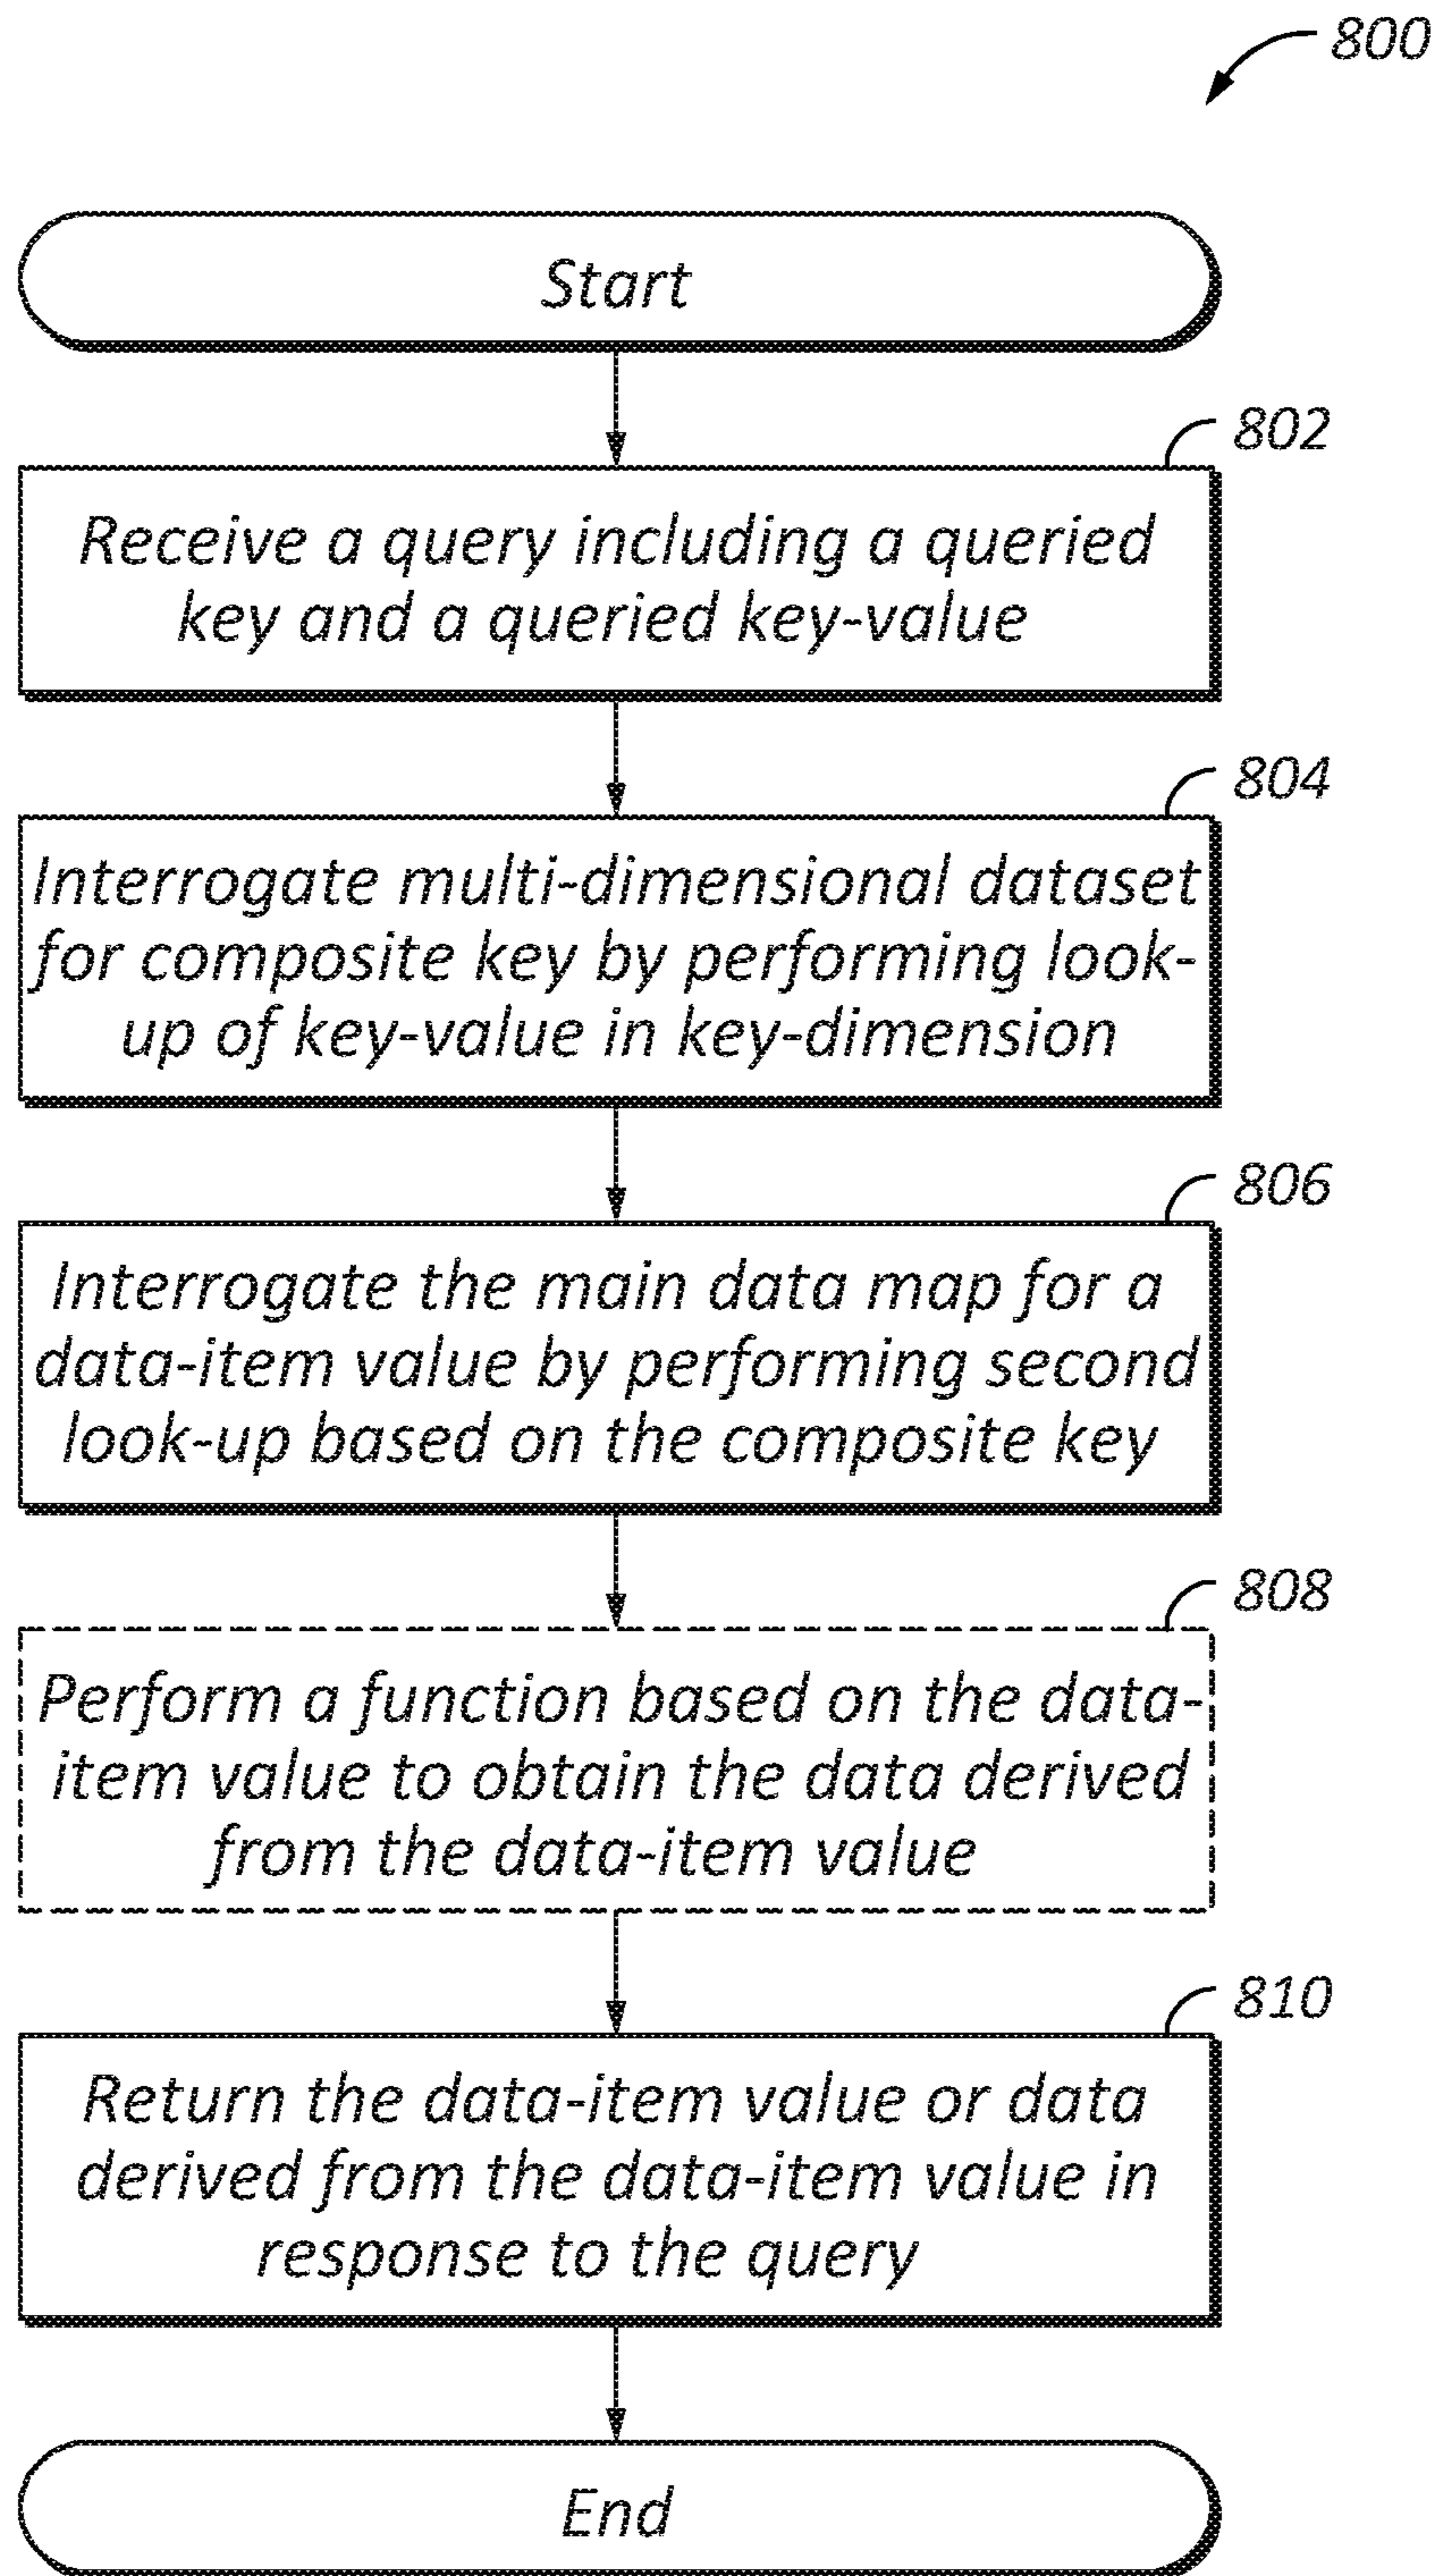 800
Start
802
Receive a query including a queried
key and a queried key-value
804
Interrogate multi-dimensional dataset
for composite key by performing look-
up of key-value in key-dimension
806
Interrogate the main data map for a
data-item value by performing second
look-up based on the composite key
808
Perform a function based on the data-
item value to obtain the data derived
from the data-item value
810
Return the data-item value or data
derived from the data-item value in
response to the query
End